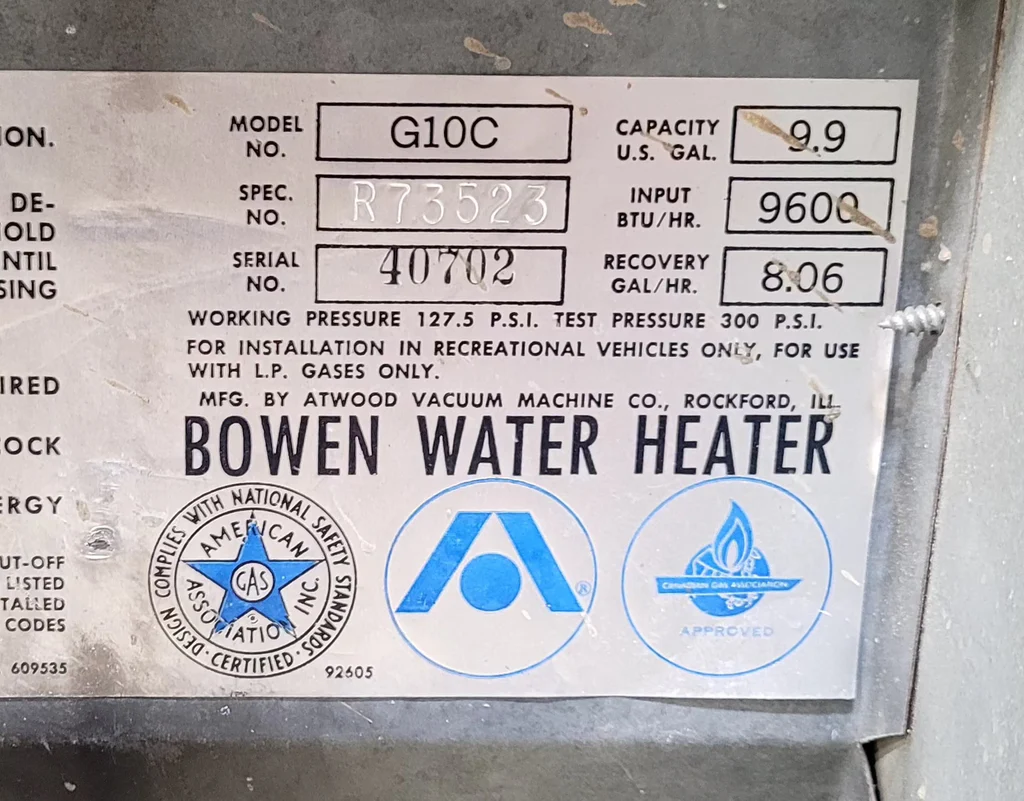 ION.
DE-
OLD
NTIL
SING
IRED
COCK
ERGY
UT-OFF
LISTED
TALLED
CODES
609535
MODEL NO. G10C
SPEC. NO. R73523
SERIAL NO. 40702
CAPACITY U.S. GAL. 9.9
INPUT BTU/HR. 9600
RECOVERY GAL/HR. 8.06
WORKING PRESSURE 127.5 P.S.I. TEST PRESSURE 300 P.S.I.
FOR INSTALLATION IN RECREATIONAL VEHICLES ONLY, FOR USE
WITH L.P. GASES ONLY.
MFG. BY ATWOOD VACUUM MACHINE CO., ROCKFORD, ILL.
BOWEN WATER HEATER
DESIGN COMPLIES WITH NATIONAL SAFETY STANDARDS
· CERTIFIED ·
AMERICAN
GAS
ASSOCIATION INC.
®
92605
®
CANADIAN GAS ASSOCIATION
APPROVED